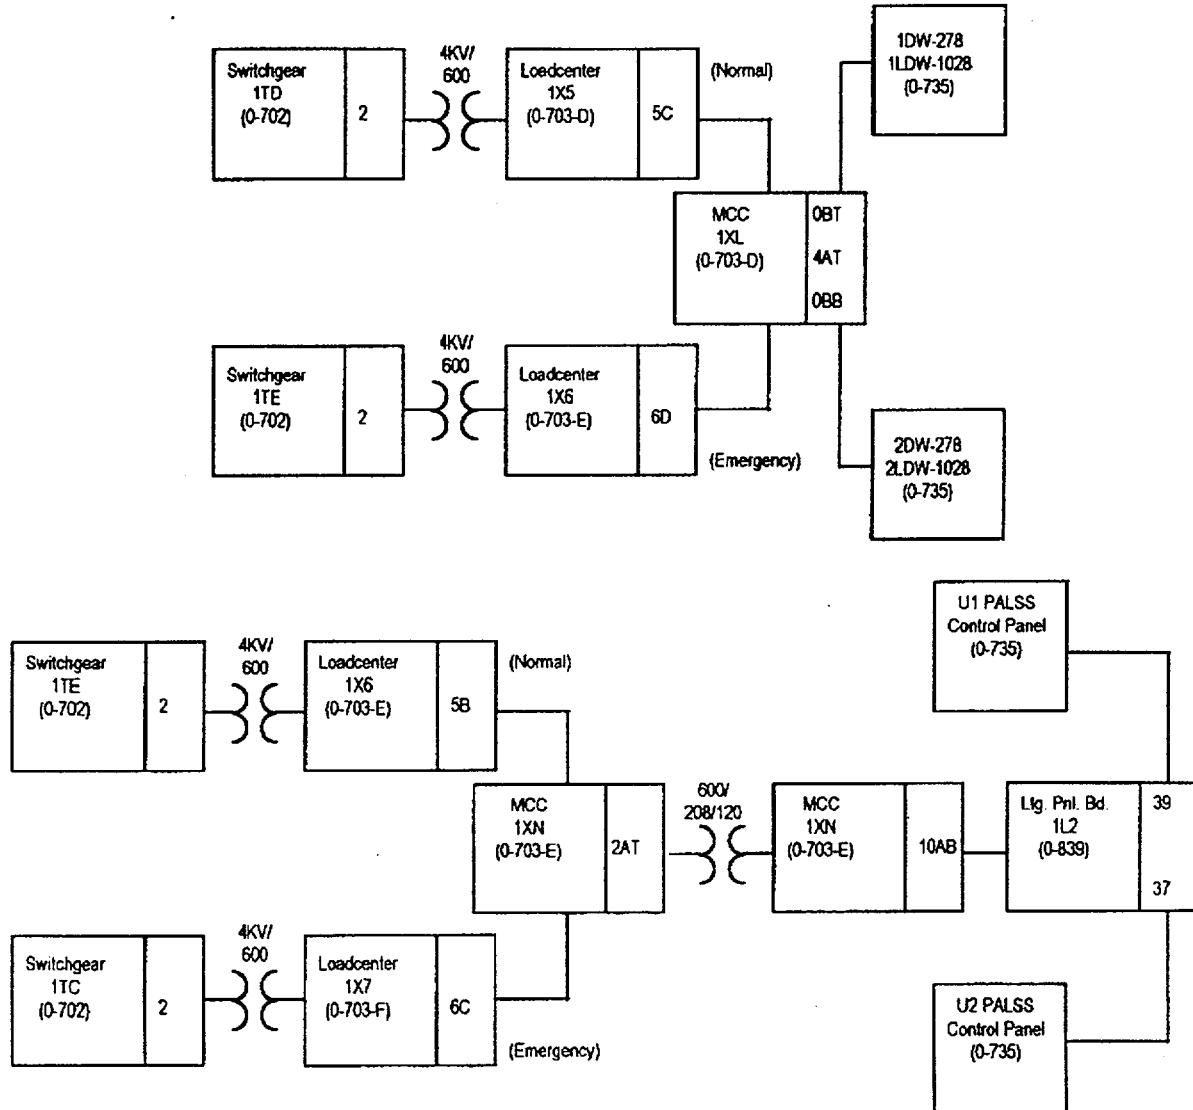 Switchgear
1TD
(0-702)
2
4KV/
600
Loadcenter
1X5
(0-703-D)
5C
(Normal)
1DW-278
1LDW-1028
(0-735)
MCC
1XL
(0-703-D)
0BT
4AT
0BB
Switchgear
1TE
(0-702)
2
4KV/
600
Loadcenter
1X6
(0-703-E)
6D
(Emergency)
2DW-278
2LDW-1028
(0-735)
Switchgear
1TE
(0-702)
2
4KV/
600
Loadcenter
1X6
(0-703-E)
5B
(Normal)
U1 PALSS
Control Panel
(0-735)
MCC
1XN
(0-703-E)
2AT
600/
208/120
MCC
1XN
(0-703-E)
10AB
Ltg. Pnl. Bd.
1L2
(0-839)
39
37
Switchgear
1TC
(0-702)
2
4KV/
600
Loadcenter
1X7
(0-703-F)
6C
(Emergency)
U2 PALSS
Control Panel
(0-735)